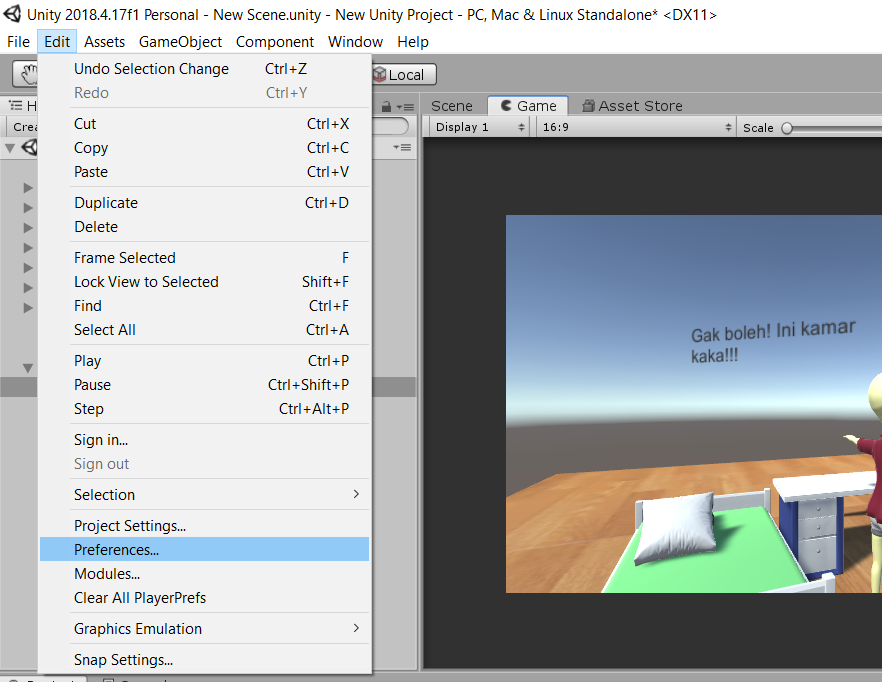 Unity 2018.4.17f1 Personal - New Scene.unity - New Unity Project - PC, Mac & Linux Standalone* <DX11>
File Edit Assets GameObject Component Window Help
Local
Scene Game Asset Store
Display 1 16:9 Scale
Undo Selection Change Ctrl+Z
Redo Ctrl+Y
Cut Ctrl+X
Copy Ctrl+C
Paste Ctrl+V
Duplicate Ctrl+D
Delete
Frame Selected F
Lock View to Selected Shift+F
Find Ctrl+F
Select All Ctrl+A
Play Ctrl+P
Pause Ctrl+Shift+P
Step Ctrl+Alt+P
Sign in...
Sign out
Selection
Project Settings...
Preferences...
Modules...
Clear All PlayerPrefs
Graphics Emulation
Snap Settings...
Gak boleh! Ini kamar
kaka!!!